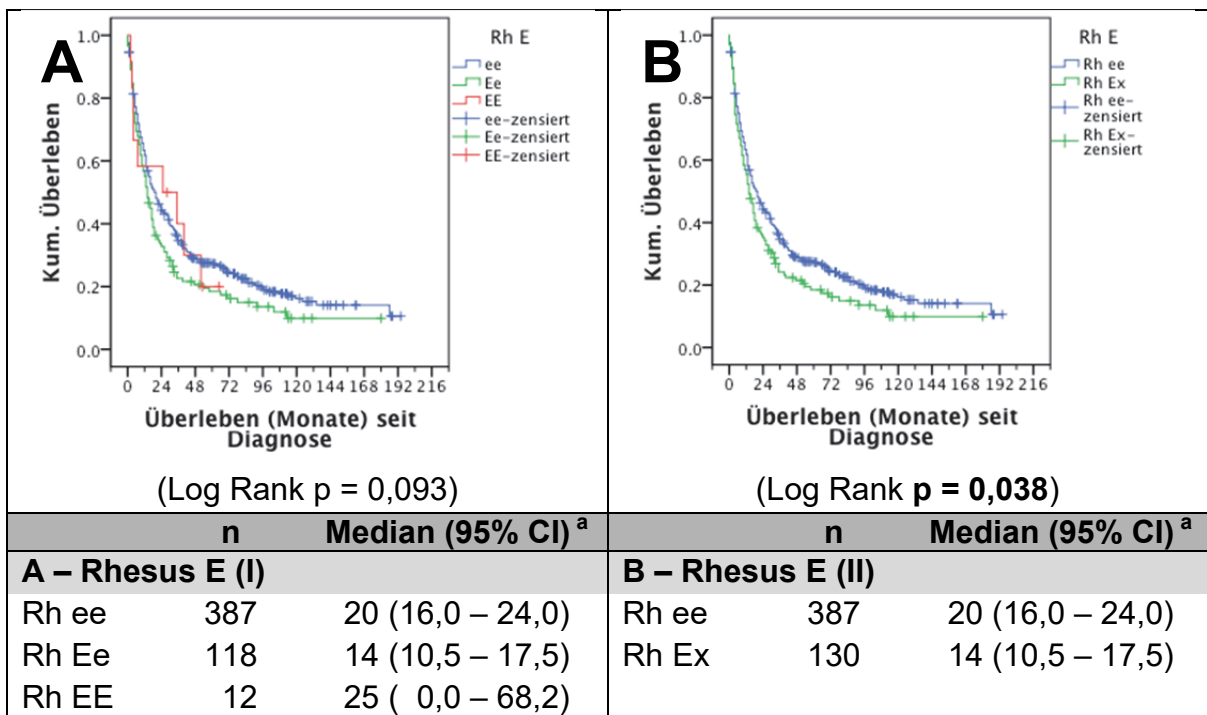 A
Rh E
ee
Ee
EE
ee-zensiert
Ee-zensiert
EE-zensiert
Kum. Überleben
1.0
0.8
0.6
0.4
0.2
0.0
0 24 48 72 96 120 144 168 192 216
Überleben (Monate) seit
Diagnose
(Log Rank p = 0,093)
B
Rh E
Rh ee
Rh Ex
Rh ee-
zensiert
Rh Ex-
zensiert
Kum. Überleben
1.0
0.8
0.6
0.4
0.2
0.0
0 24 48 72 96 120 144 168 192 216
Überleben (Monate) seit
Diagnose
(Log Rank p = 0,038)
n Median (95% CI) a
A – Rhesus E (I)
Rh ee 387 20 (16,0 – 24,0)
Rh Ee 118 14 (10,5 – 17,5)
Rh EE 12 25 ( 0,0 – 68,2)
n Median (95% CI) a
B – Rhesus E (II)
Rh ee 387 20 (16,0 – 24,0)
Rh Ex 130 14 (10,5 – 17,5)